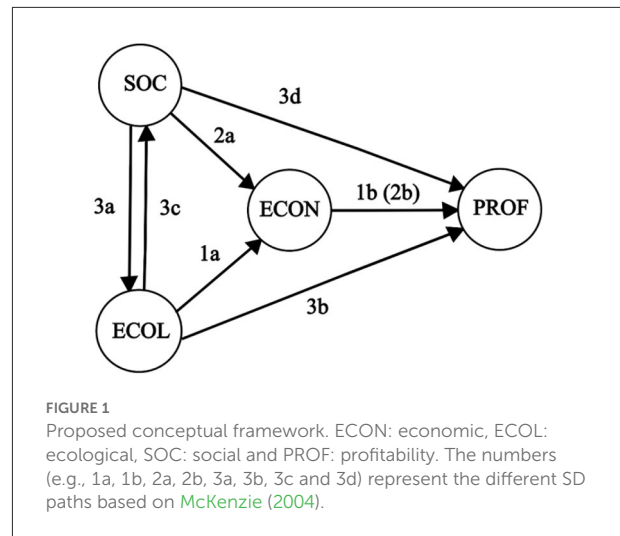 SOC
3d
2a
1b (2b)
3a
3c
ECON
PROF
1a
ECOL
3b
FIGURE 1
Proposed conceptual framework. ECON: economic, ECOL:
ecological, SOC: social and PROF: profitability. The numbers
(e.g., 1a, 1b, 2a, 2b, 3a, 3b, 3c and 3d) represent the different SD
paths based on McKenzie (2004).